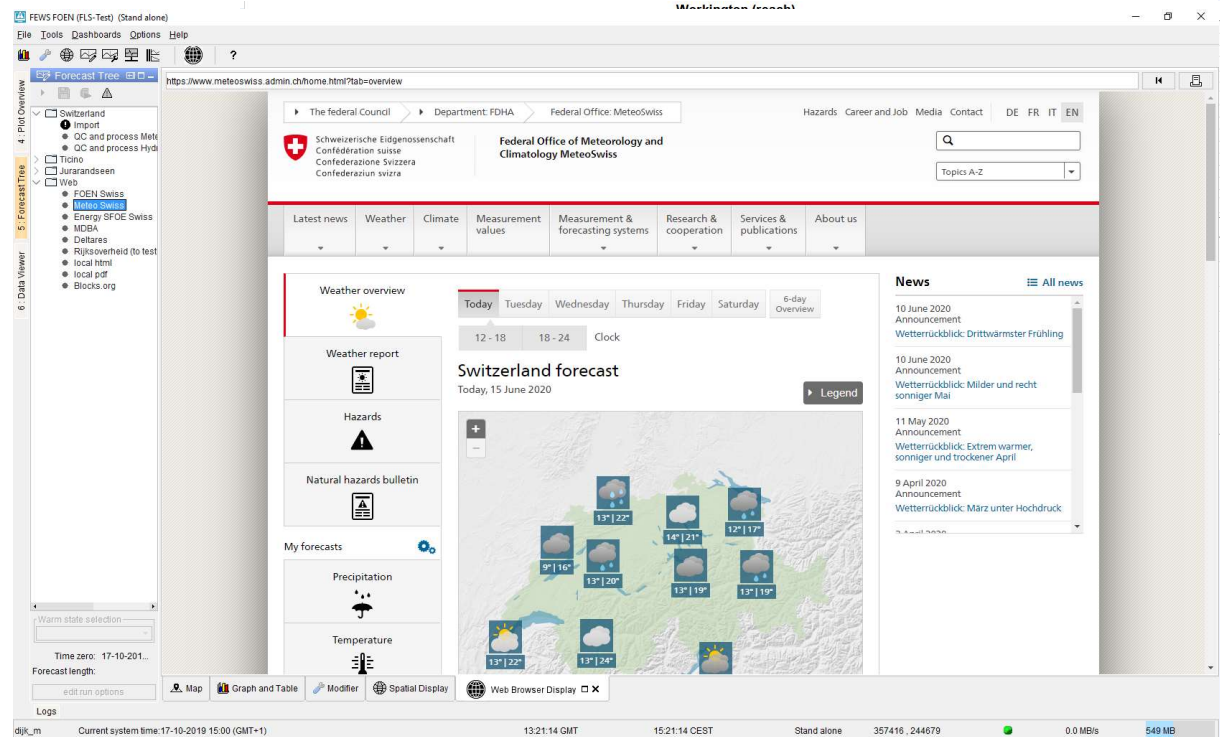 Workington (reach)
FEWS FOEN (FLS-Test) (Stand alone)
File Tools Dashboards Options Help
?
4 : Plot Overview
5 : Forecast Tree
6 : Data Viewer
Forecast Tree
Switzerland
Import
QC and process Mete
QC and process Hydr
Ticino
Jurarandseen
Web
FOEN Swiss
Meteo Swiss
Energy SFOE Swiss
MDBA
Deltares
Rijksoverheid (to test
local html
local pdf
Blocks.org
Warm state selection
Time zero: 17-10-201...
Forecast length:
edit run options
Logs
https://www.meteoswiss.admin.ch/home.html?tab=overview
The federal Council Department: FDHA Federal Office: MeteoSwiss
Hazards Career and Job Media Contact DE FR IT EN
Schweizerische Eidgenossenschaft
Confédération suisse
Confederazione Svizzera
Confederaziun svizra
Federal Office of Meteorology and
Climatology MeteoSwiss
Topics A-Z
Latest news
Weather
Climate
Measurement
values
Measurement &
forecasting systems
Research &
cooperation
Services &
publications
About us
Weather overview
Weather report
Hazards
Natural hazards bulletin
My forecasts
Precipitation
Temperature
Today Tuesday Wednesday Thursday Friday Saturday
6-day
Overview
12 - 18 18 - 24 Clock
Switzerland forecast
Today, 15 June 2020
Legend
+
−
13° | 22°
14° | 21°
12° | 17°
9° | 16°
13° | 20°
13° | 19°
13° | 19°
13° | 22°
13° | 24°
News
All news
10 June 2020
Announcement
Wetterrückblick: Drittwärmster Frühling
10 June 2020
Announcement
Wetterrückblick: Milder und recht
sonniger Mai
11 May 2020
Announcement
Wetterrückblick: Extrem warmer,
sonniger und trockener April
9 April 2020
Announcement
Wetterrückblick: März unter Hochdruck
Map Graph and Table Modifier Spatial Display Web Browser Display
dijk_m Current system time:17-10-2019 15:00 (GMT+1) 13:21:14 GMT 15:21:14 CEST Stand alone 357416 , 244679 0.0 MB/s 549 MB